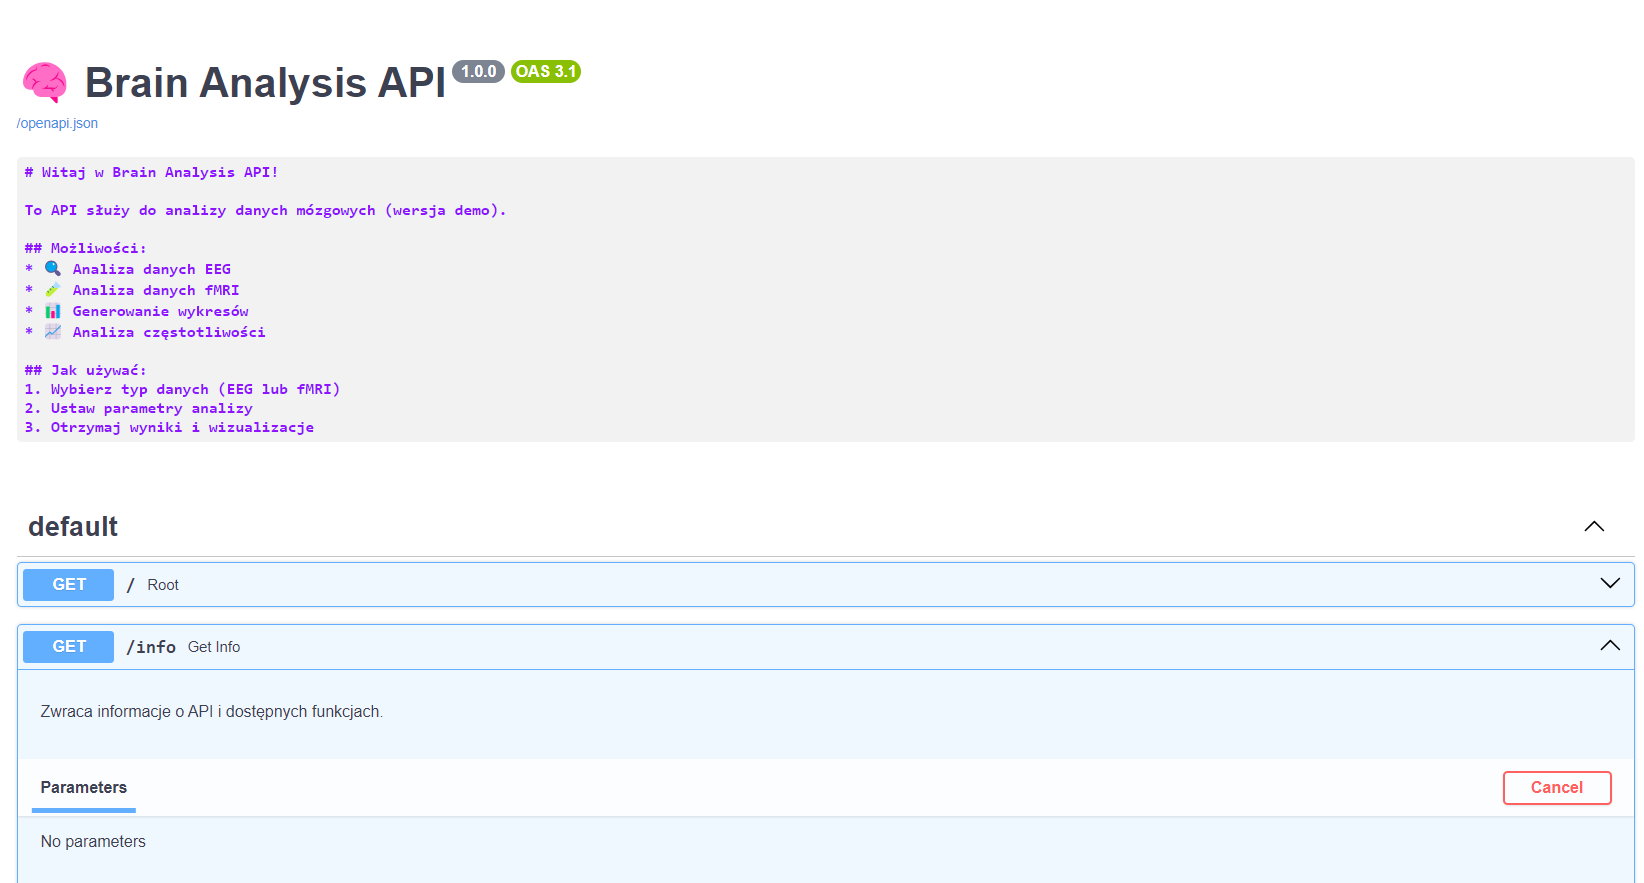 🧠 Brain Analysis API 1.0.0 OAS 3.1
/openapi.json
# Witaj w Brain Analysis API!
To API służy do analizy danych mózgowych (wersja demo).
## Możliwości:
* 🔍 Analiza danych EEG
* 🧪 Analiza danych fMRI
* 📊 Generowanie wykresów
* 📈 Analiza częstotliwości
## Jak używać:
1. Wybierz typ danych (EEG lub fMRI)
2. Ustaw parametry analizy
3. Otrzymaj wyniki i wizualizacje
default
GET / Root
GET /info Get Info
Zwraca informacje o API i dostępnych funkcjach.
Parameters Cancel
No parameters